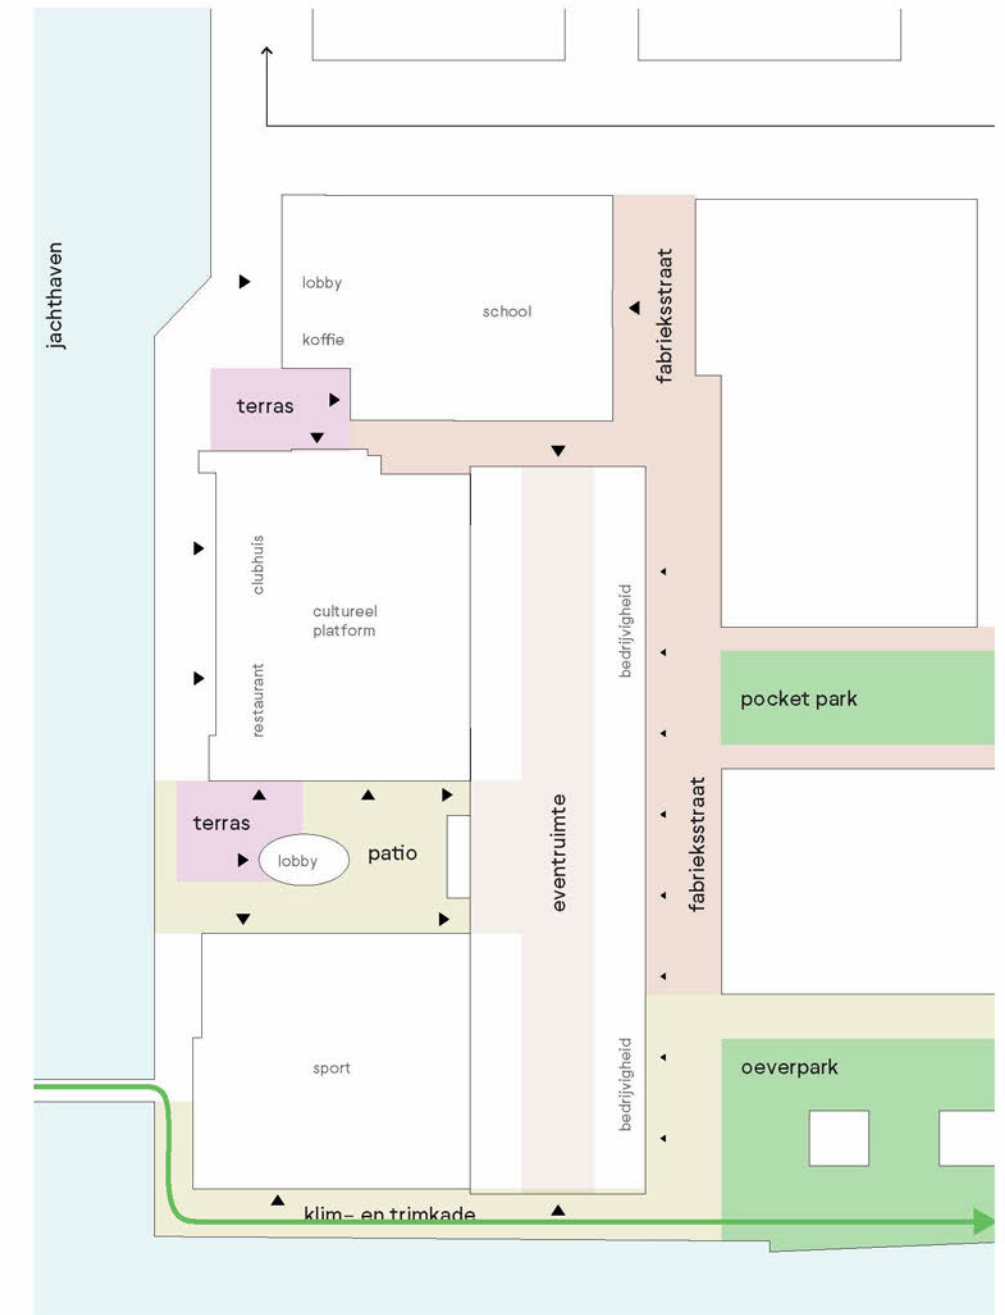 jachthaven
lobby
koffie
school
fabrieksstraat
terras
clubhuis
cultureel
platform
restaurant
bedrijvigheid
pocket park
terras
lobby
patio
eventruimte
fabrieksstraat
sport
bedrijvigheid
oeverpark
klim- en trimkade